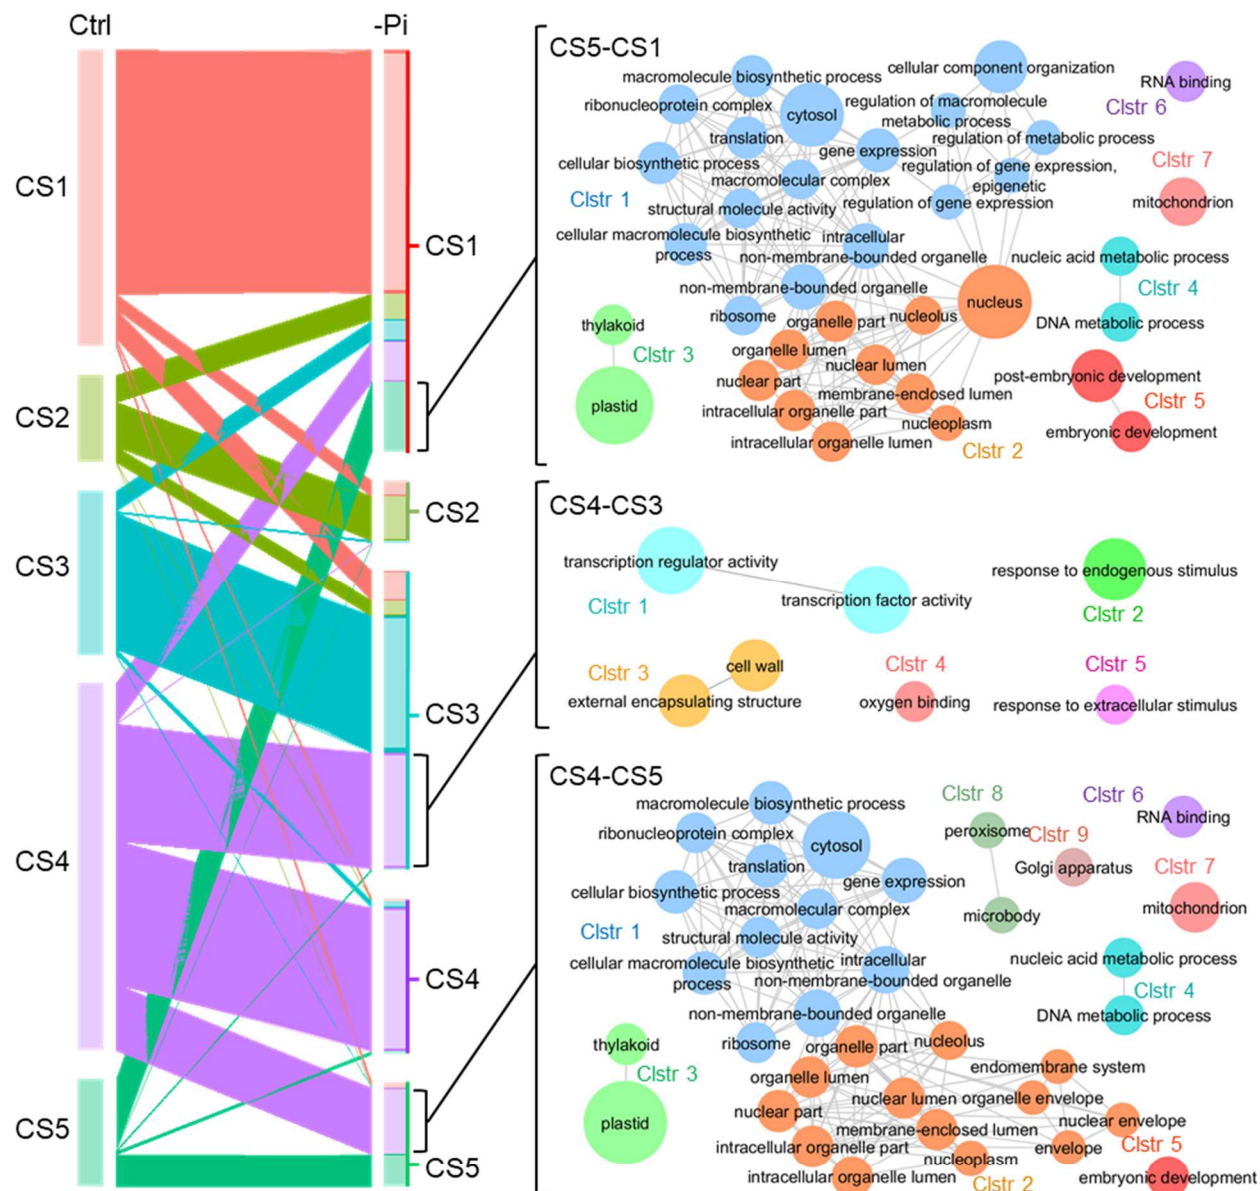 Ctrl
-Pi
CS1
CS2
CS3
CS4
CS5
CS1
CS2
CS3
CS4
CS5
CS5-CS1
macromolecule biosynthetic process
cellular component organization
RNA binding
Clstr 6
ribonucleoprotein complex
cytosol
regulation of macromolecule
metabolic process
translation
gene expression
regulation of metabolic process
Clstr 7
cellular biosynthetic process
regulation of gene expression,
epigenetic
macromolecular complex
Clstr 1
structural molecule activity
regulation of gene expression
mitochondrion
cellular macromolecule biosynthetic
process
intracellular
non-membrane-bounded organelle
nucleic acid metabolic process
Clstr 4
non-membrane-bounded organelle
nucleus
ribosome
organelle part
nucleolus
DNA metabolic process
thylakoid
Clstr 3
organelle lumen
nuclear lumen
nuclear part
post-embryonic development
membrane-enclosed lumen
Clstr 5
plastid
intracellular organelle part
nucleoplasm
embryonic development
intracellular organelle lumen
Clstr 2
CS4-CS3
transcription regulator activity
response to endogenous stimulus
Clstr 1
transcription factor activity
Clstr 2
Clstr 3
cell wall
Clstr 4
Clstr 5
external encapsulating structure
oxygen binding
response to extracellular stimulus
CS4-CS5
macromolecule biosynthetic process
Clstr 8
Clstr 6
RNA binding
ribonucleoprotein complex
cytosol
peroxisome
Clstr 9
translation
Golgi apparatus
Clstr 7
gene expression
cellular biosynthetic process
macromolecular complex
microbody
mitochondrion
Clstr 1
structural molecule activity
cellular macromolecule biosynthetic
process
intracellular
non-membrane-bounded organelle
nucleic acid metabolic process
Clstr 4
non-membrane-bounded organelle
DNA metabolic process
thylakoid
ribosome
organelle part
nucleolus
Clstr 3
organelle lumen
endomembrane system
nuclear lumen
organelle envelope
nuclear part
nuclear envelope
plastid
membrane-enclosed lumen
Clstr 5
intracellular organelle part
envelope
nucleoplasm
intracellular organelle lumen
Clstr 2
embryonic development